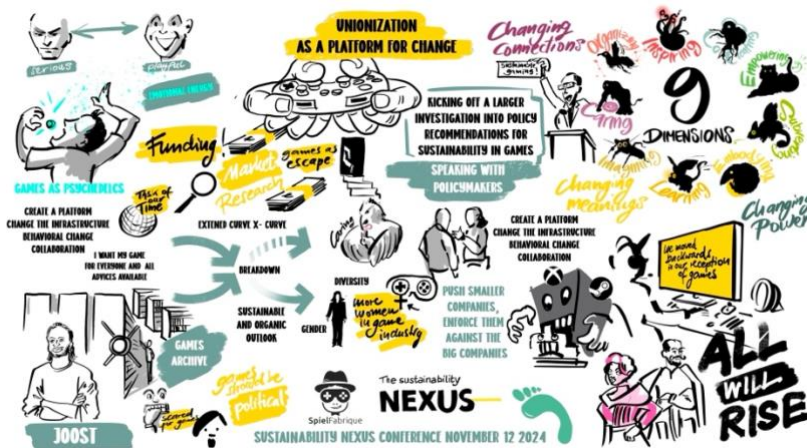 serious
playful
EMOTIONAL ENERGY
GAMES AS PSYCHEMICS
UNIONIZATION
AS A PLATFORM FOR CHANGE
Funding
Market
Research
games as
escape
Task of
our
Time
CREATE A PLATFORM
CHANGE THE INFRASTRUCTURE
BEHAVIORAL CHANGE
COLLABORATION
I WANT MY GAME
FOR EVERYONE AND ALL
ADVICES AVAILABLE
EXTENDED CURVE X- CURVE
BREAKDOWN
SUSTAINABLE
AND ORGANIC
OUTLOOK
Caring
DIVERSITY
GENDER
more
women
in game
industry
KICKING OFF A LARGER
INVESTIGATION INTO POLICY
RECOMMENDATIONS FOR
SUSTAINABILITY IN GAMES
SPEAKING WITH
POLICYMAKERS
PUSH SMALLER
COMPANIES,
ENFORCE THEM
AGAINST THE
BIG COMPANIES
CREATE A PLATFORM
CHANGE THE INFRASTRUCTURE
BEHAVIORAL CHANGE
COLLABORATION
Changing
Connections
gaming!
Organizing
Inspiring
Empowering
Caring
9
DIMENSIONS
Imagining
Learning
Embodying
Changing
meanings
Changing
Power
we moved
backwards
in our reception
of games
GAMES
ARCHIVE
JOOST
games
should be
political
SpielFabrique
The sustainability
NEXUS
SUSTAINABILITY NEXUS CONFERENCE NOVEMBER 12 2024
ALL
WILL
RISE